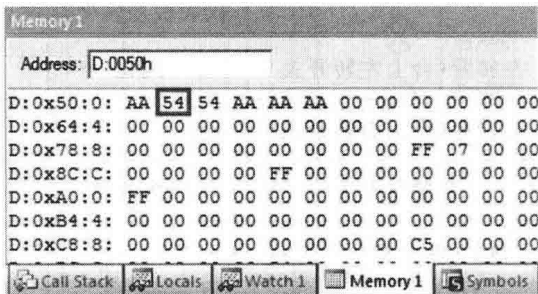 Memory 1
Address: D:0050h
D:0x50:0: AA 54 54 AA AA AA 00 00 00 00 00 00
D:0x64:4: 00 00 00 00 00 00 00 00 00 00 00 00
D:0x78:8: 00 00 00 00 00 00 00 00 FF 07 00 00
D:0x8C:C: 00 00 00 00 FF 00 00 00 00 00 00 00
D:0xA0:0: FF 00 00 00 00 00 00 00 00 00 00 00
D:0xB4:4: 00 00 00 00 00 00 00 00 00 00 00 00
D:0xC8:8: 00 00 00 00 00 00 00 00 C5 00 00 00
Call Stack Locals Watch 1 Memory 1 Symbols